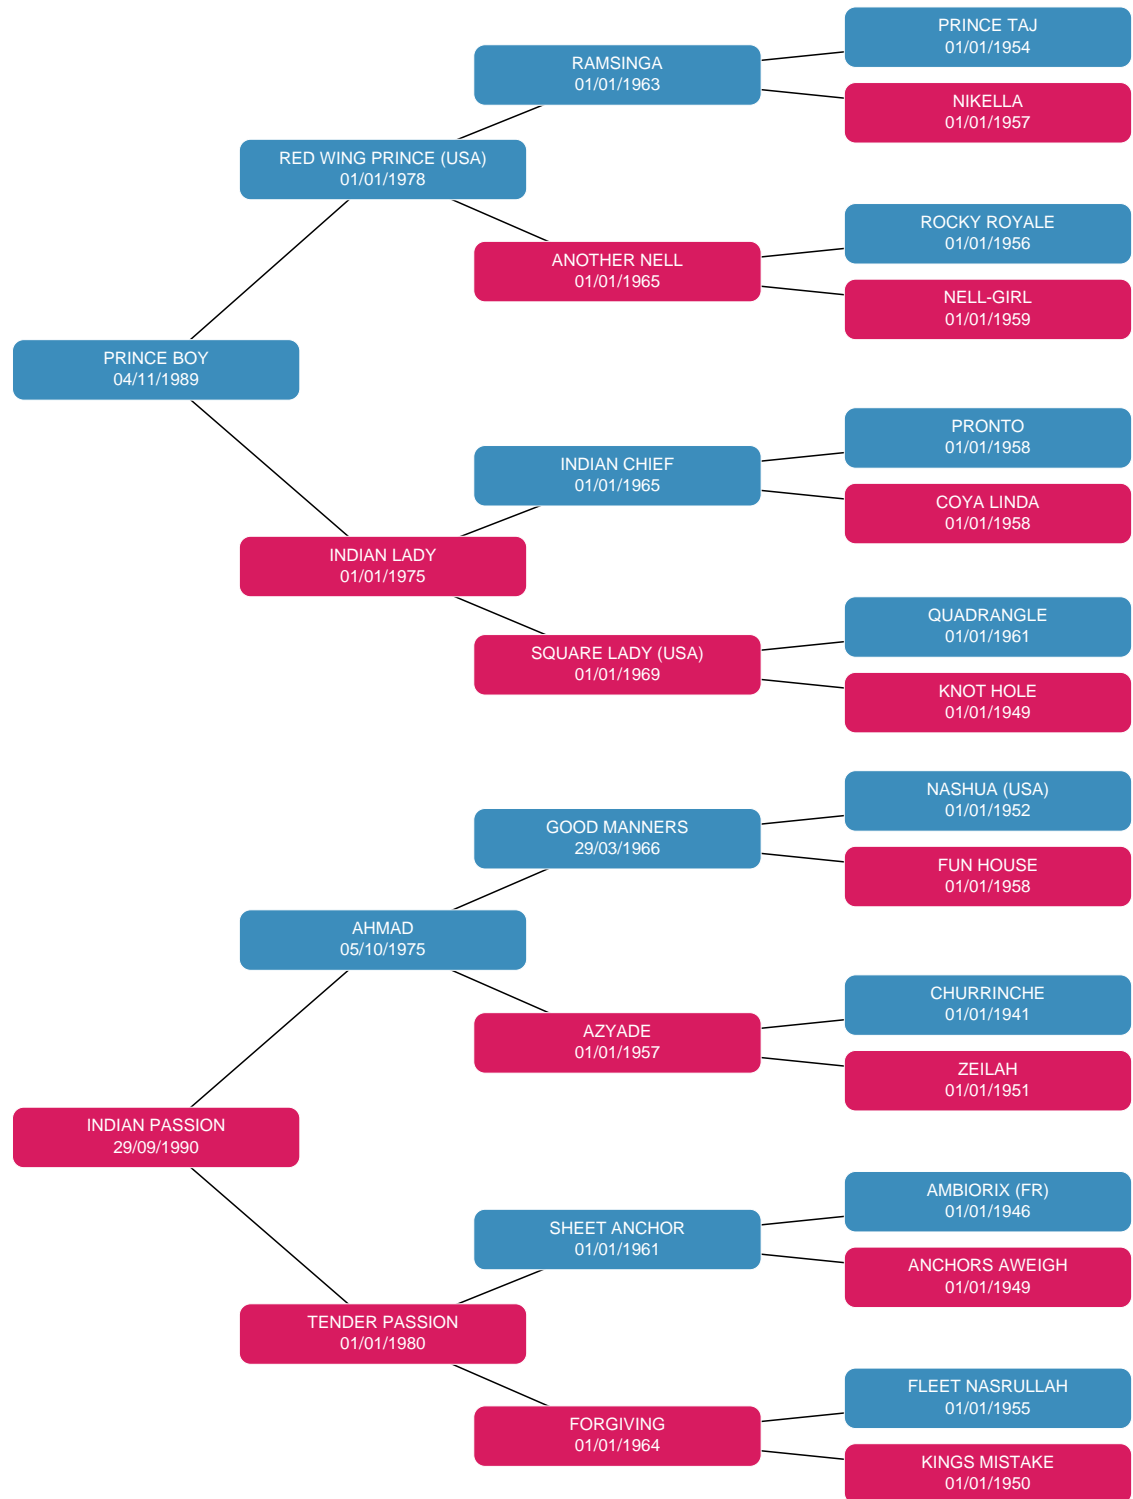 PRINCE TAJ
01/01/1954
RAMSINGA
01/01/1963
NIKELLA
01/01/1957
RED WING PRINCE (USA)
01/01/1978
ROCKY ROYALE
01/01/1956
ANOTHER NELL
01/01/1965
NELL-GIRL
01/01/1959
PRINCE BOY
04/11/1989
PRONTO
01/01/1958
INDIAN CHIEF
01/01/1965
COYA LINDA
01/01/1958
INDIAN LADY
01/01/1975
QUADRANGLE
01/01/1961
SQUARE LADY (USA)
01/01/1969
KNOT HOLE
01/01/1949
NASHUA (USA)
01/01/1952
GOOD MANNERS
29/03/1966
FUN HOUSE
01/01/1958
AHMAD
05/10/1975
CHURRINCHE
01/01/1941
AZYADE
01/01/1957
ZEILAH
01/01/1951
INDIAN PASSION
29/09/1990
AMBIORIX (FR)
01/01/1946
SHEET ANCHOR
01/01/1961
ANCHORS AWEIGH
01/01/1949
TENDER PASSION
01/01/1980
FLEET NASRULLAH
01/01/1955
FORGIVING
01/01/1964
KINGS MISTAKE
01/01/1950